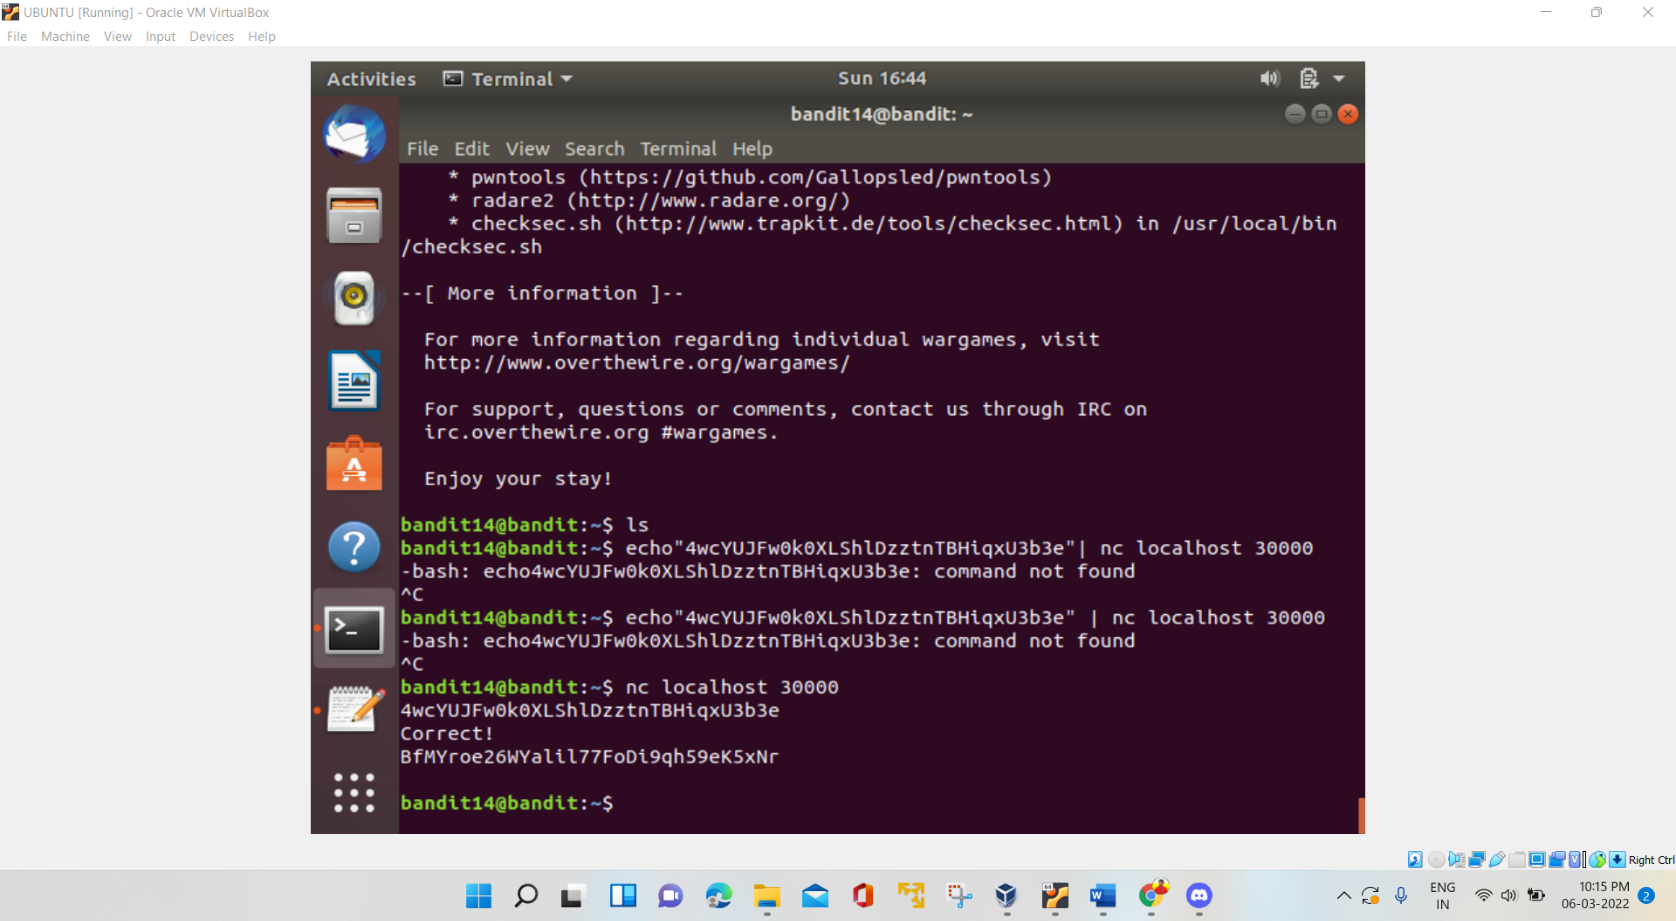 UBUNTU [Running] - Oracle VM VirtualBox
File Machine View Input Devices Help
Activities Terminal Sun 16:44
bandit14@bandit: ~
File Edit View Search Terminal Help
* pwntools (https://github.com/Gallopsled/pwntools)
* radare2 (http://www.radare.org/)
* checksec.sh (http://www.trapkit.de/tools/checksec.html) in /usr/local/bin
/checksec.sh
--[ More information ]--
For more information regarding individual wargames, visit
http://www.overthewire.org/wargames/
For support, questions or comments, contact us through IRC on
irc.overthewire.org #wargames.
Enjoy your stay!
bandit14@bandit:~$ ls
bandit14@bandit:~$ echo"4wcYUJFw0k0XLShlDzztnTBHiqxU3b3e"| nc localhost 30000
-bash: echo4wcYUJFw0k0XLShlDzztnTBHiqxU3b3e: command not found
^C
bandit14@bandit:~$ echo"4wcYUJFw0k0XLShlDzztnTBHiqxU3b3e" | nc localhost 30000
-bash: echo4wcYUJFw0k0XLShlDzztnTBHiqxU3b3e: command not found
^C
bandit14@bandit:~$ nc localhost 30000
4wcYUJFw0k0XLShlDzztnTBHiqxU3b3e
Correct!
BfMYroe26WYalil77FoDi9qh59eK5xNr
bandit14@bandit:~$
Right Ctrl
ENG
IN
10:15 PM
06-03-2022
2